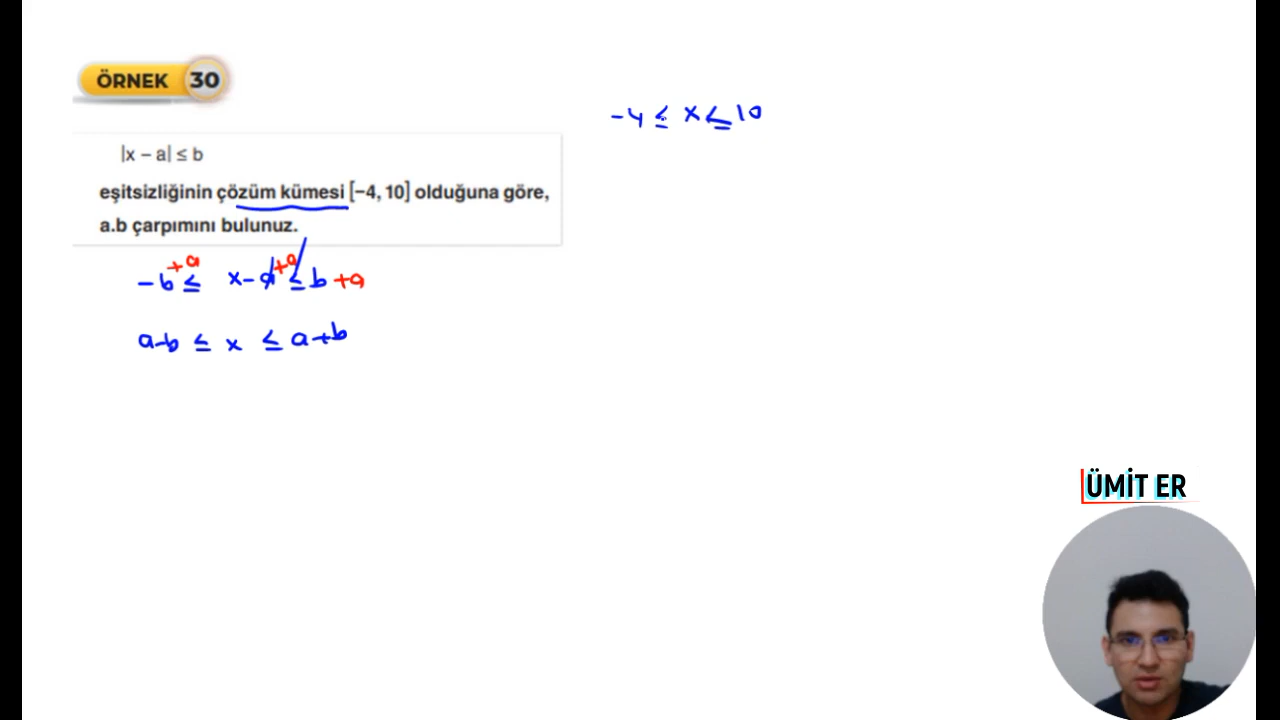 ÖRNEK 30
|x – a| ≤ b
eşitsizliğinin çözüm kümesi [–4, 10] olduğuna göre,
a.b çarpımını bulunuz.
-b +a ≤ x-a +a ≤ b +a
a-b ≤ x ≤ a+b
-4 ≤ x ≤ 10
ÜMİT ER